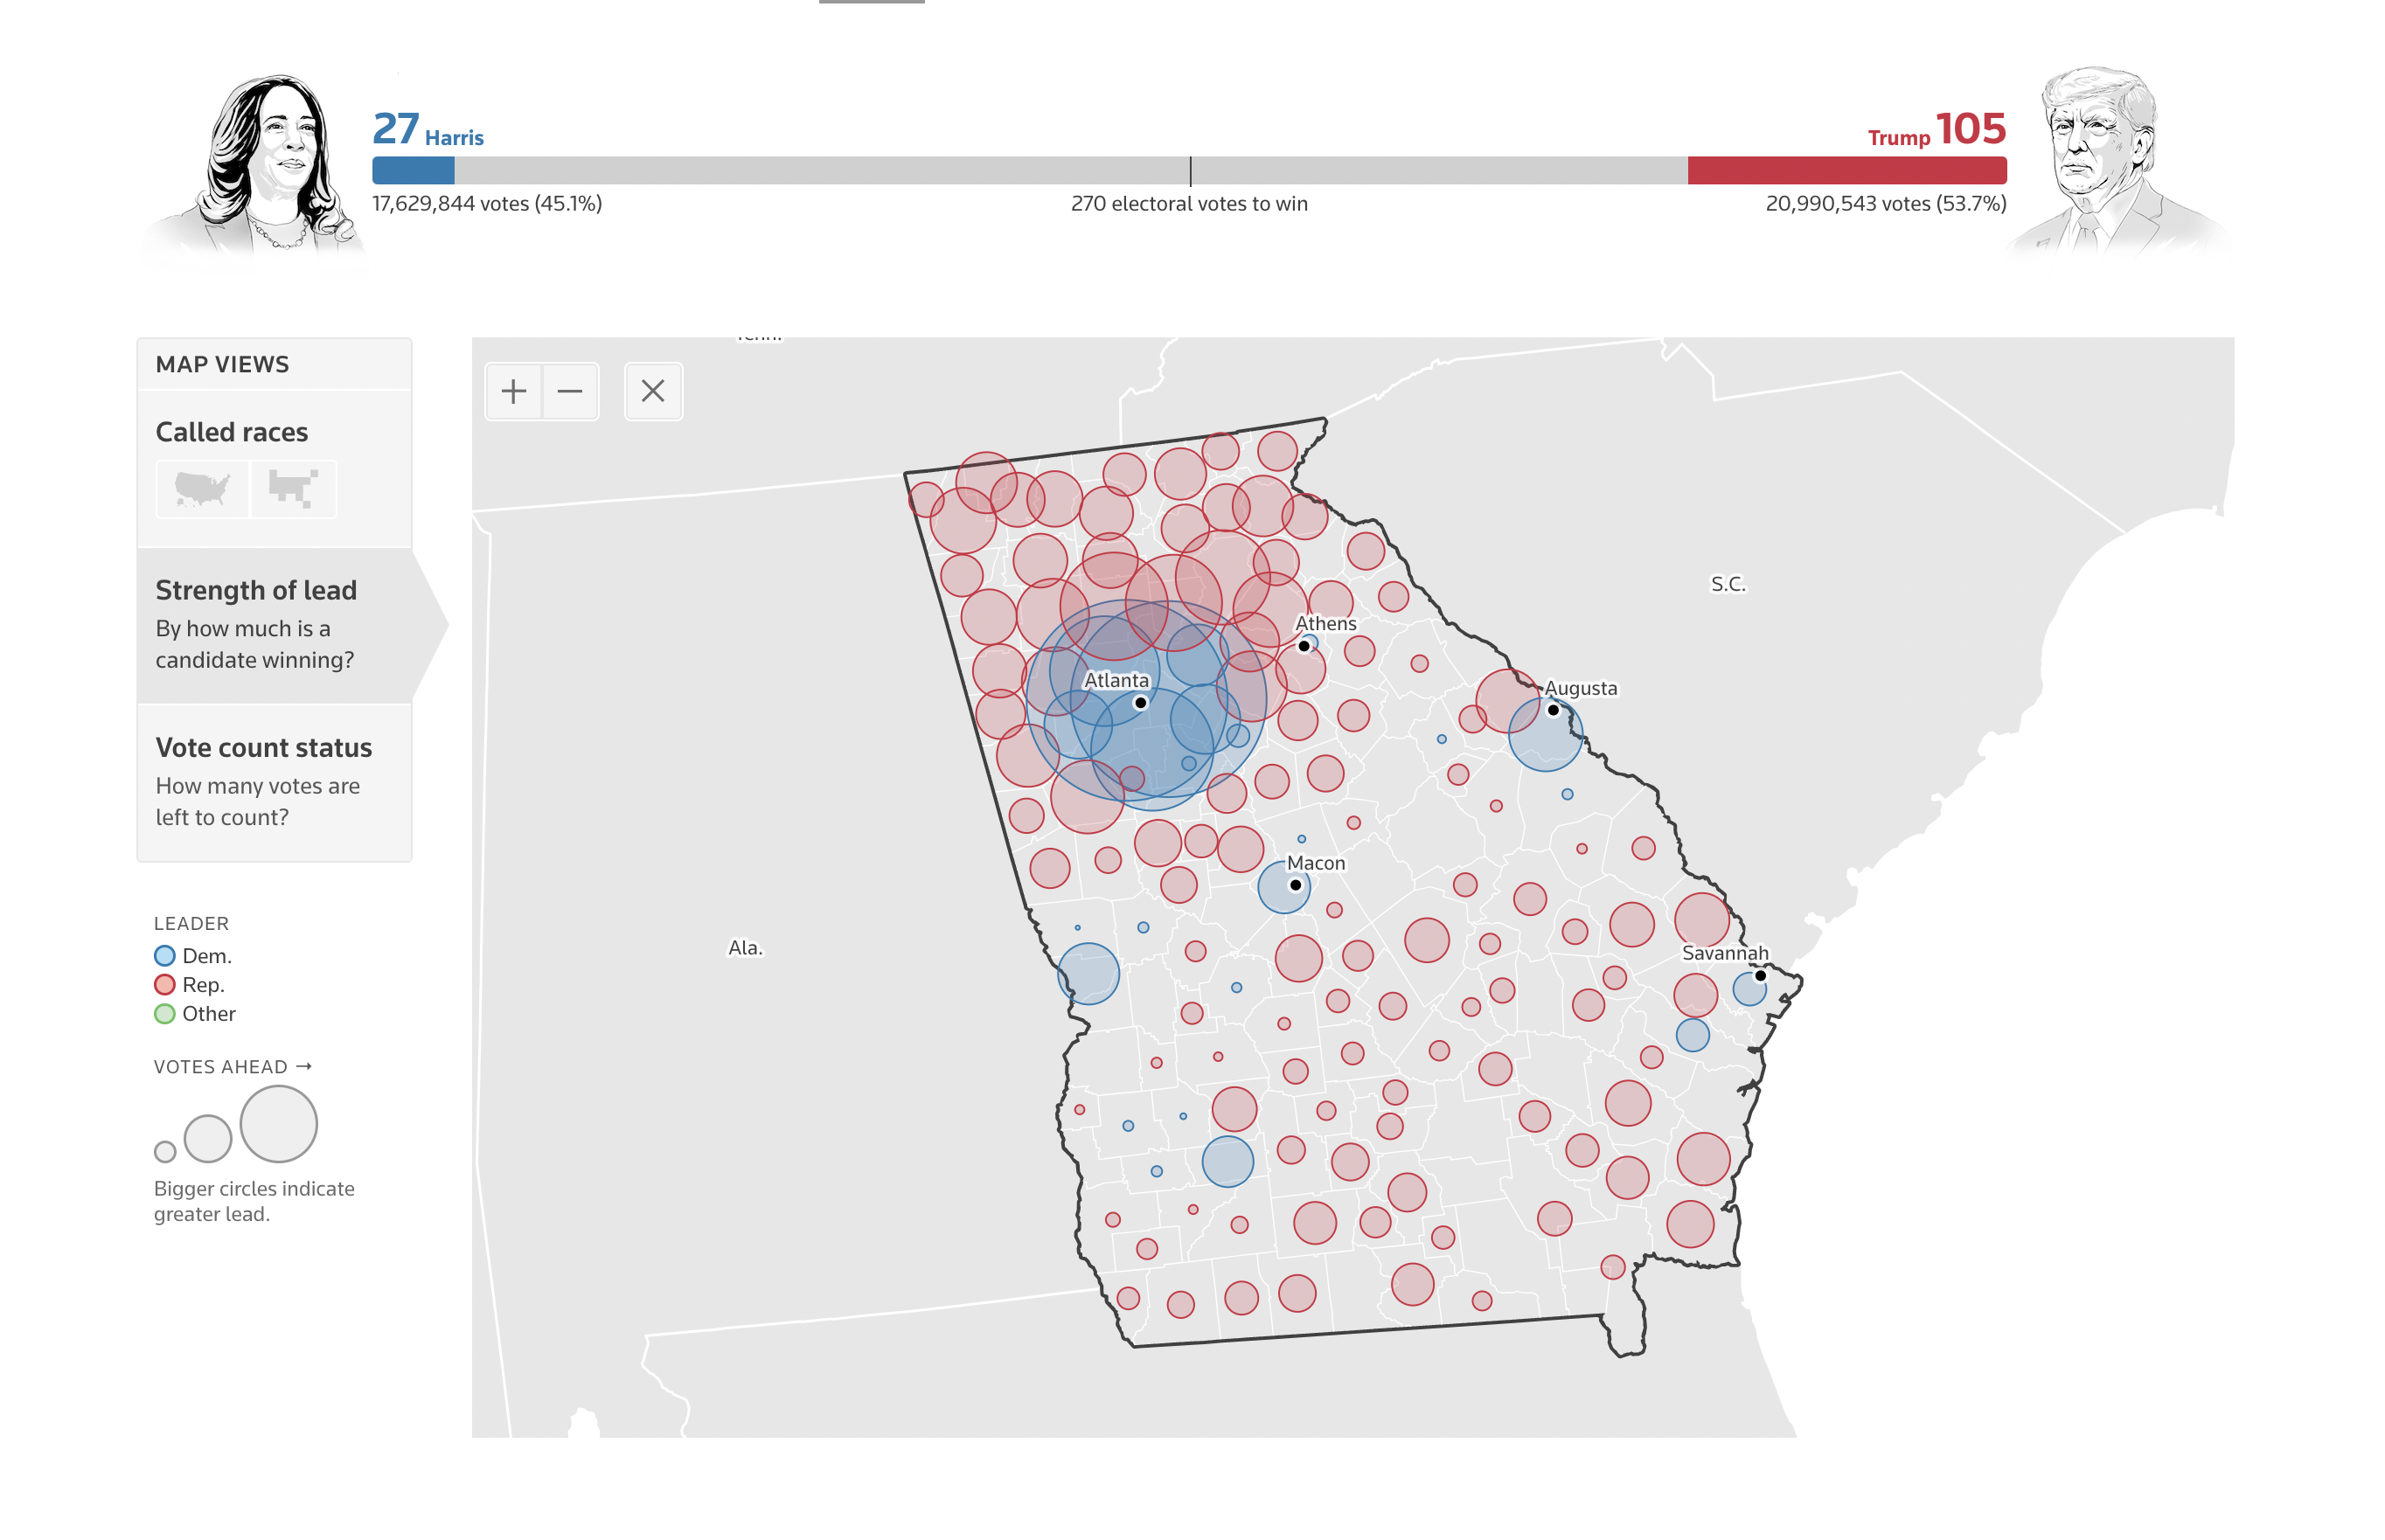 27 Harris
Trump 105
17,629,844 votes (45.1%)
270 electoral votes to win
20,990,543 votes (53.7%)
MAP VIEWS
Called races
Strength of lead
By how much is a
candidate winning?
Vote count status
How many votes are
left to count?
LEADER
Dem.
Rep.
Other
VOTES AHEAD →
Bigger circles indicate
greater lead.
Tenn.
S.C.
Athens
Atlanta
Augusta
Macon
Ala.
Savannah